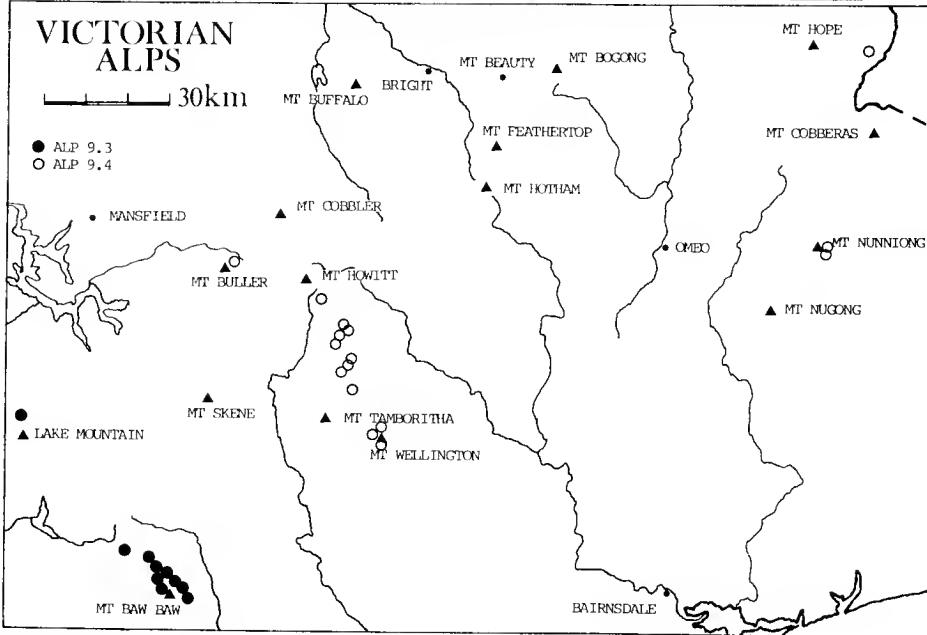 VICTORIAN
ALPS
30km
ALP 9.3
ALP 9.4
MT HOPE
MT BEAUTY
MT BOGONG
BRIGHT
MT BUFFALO
MT FEATHERTOP
MT COBBERAS
MT HOTHAM
MT COBBLER
MANSFIELD
OMEO
MT NUNNIONG
MT BULLER
MT HOWITT
MT NUGONG
MT SKENE
MT TAMBORITHA
LAKE MOUNTAIN
MT WELLINGTON
MT BAW BAW
BAIRNSDALE